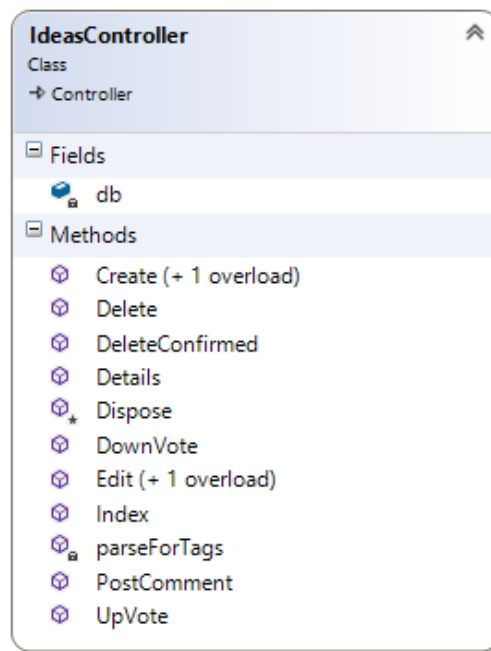 IdeasController
Class
Controller
Fields
db
Methods
Create (+ 1 overload)
Delete
DeleteConfirmed
Details
Dispose
DownVote
Edit (+ 1 overload)
Index
parseForTags
PostComment
UpVote